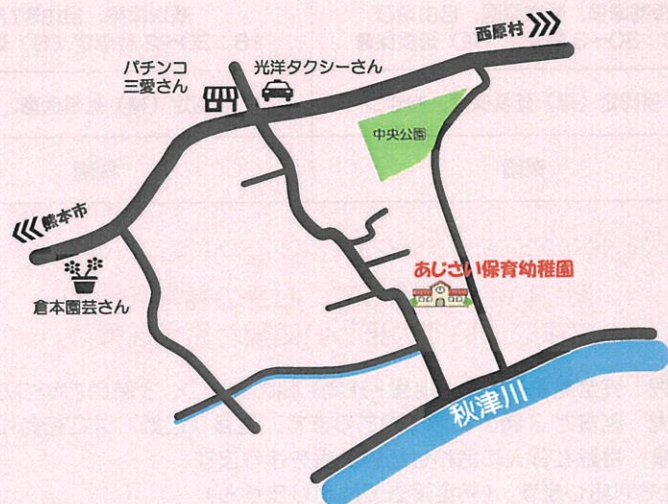 西原村
パチンコ
三愛さん
光洋タクシーさん
中央公園
熊本市
倉本園芸さん
あじさい保育幼稚園
秋津川